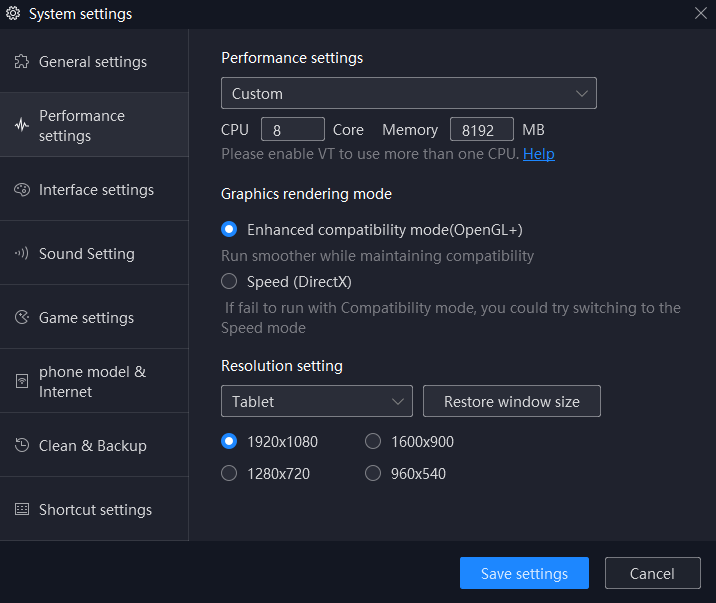 System settings
General settings
Performance
settings
Interface settings
Sound Setting
Game settings
phone model &
Internet
Clean & Backup
Shortcut settings
Performance settings
Custom
CPU 8 Core Memory 8192 MB
Please enable VT to use more than one CPU. Help
Graphics rendering mode
Enhanced compatibility mode(OpenGL+)
Run smoother while maintaining compatibility
Speed (DirectX)
If fail to run with Compatibility mode, you could try switching to the
Speed mode
Resolution setting
Tablet Restore window size
1920x1080 1600x900
1280x720 960x540
Save settings Cancel